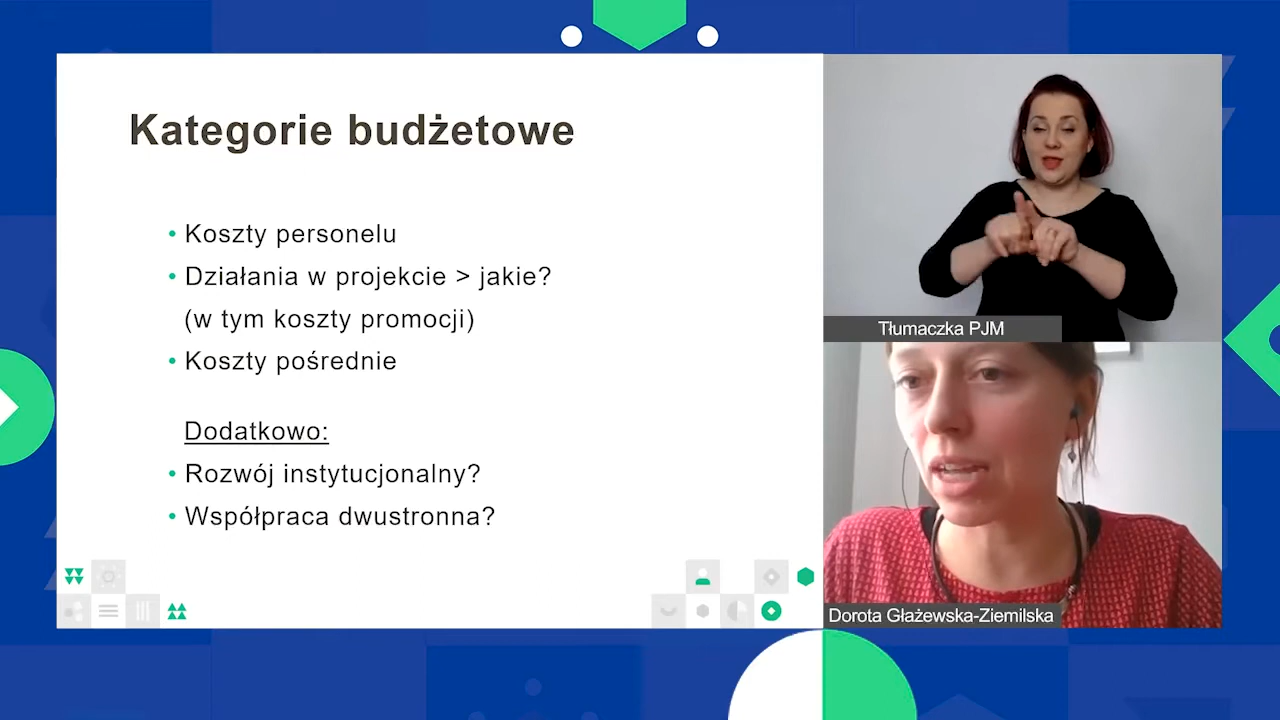 Kategorie budżetowe
• Koszty personelu
• Działania w projekcie > jakie?
(w tym koszty promocji)
• Koszty pośrednie
Dodatkowo:
• Rozwój instytucjonalny?
• Współpraca dwustronna?
Tłumaczka PJM
Dorota Głażewska-Ziemilska